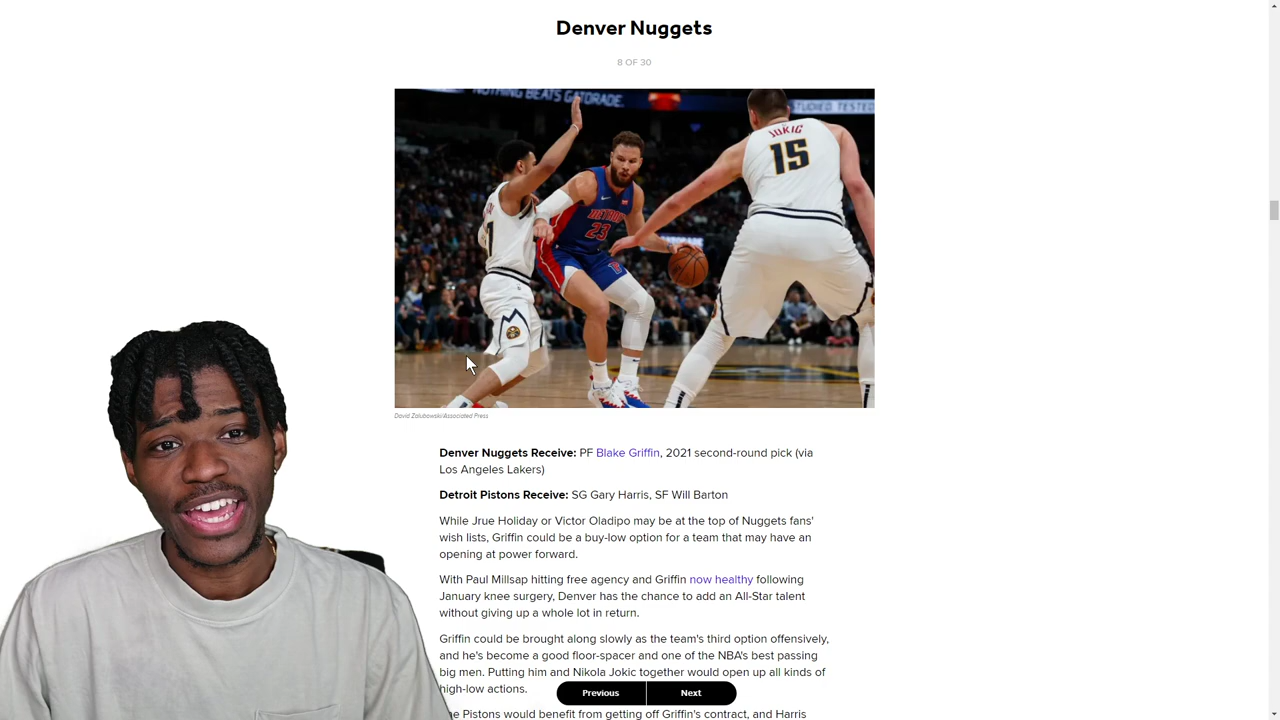 Denver Nuggets
8 OF 30
NOTHING BEATS GATORADE.
STUDIED. TESTED
JOKIC
15
DETROIT
23
David Zalubowski/Associated Press
Denver Nuggets Receive: PF Blake Griffin, 2021 second-round pick (via
Los Angeles Lakers)
Detroit Pistons Receive: SG Gary Harris, SF Will Barton
While Jrue Holiday or Victor Oladipo may be at the top of Nuggets fans'
wish lists, Griffin could be a buy-low option for a team that may have an
opening at power forward.
With Paul Millsap hitting free agency and Griffin now healthy following
January knee surgery, Denver has the chance to add an All-Star talent
without giving up a whole lot in return.
Griffin could be brought along slowly as the team's third option offensively,
and he's become a good floor-spacer and one of the NBA's best passing
big men. Putting him and Nikola Jokic together would open up all kinds of
high-low actions.
Previous
Next
Pistons would benefit from getting off Griffin's contract, and Harris